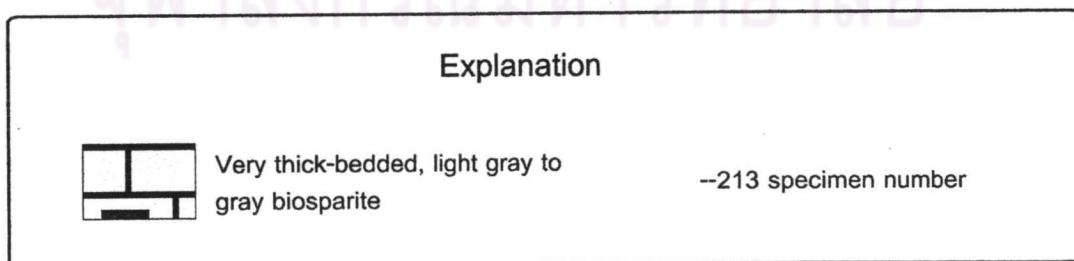 Explanation
Very thick-bedded, light gray to
gray biosparite
--213 specimen number